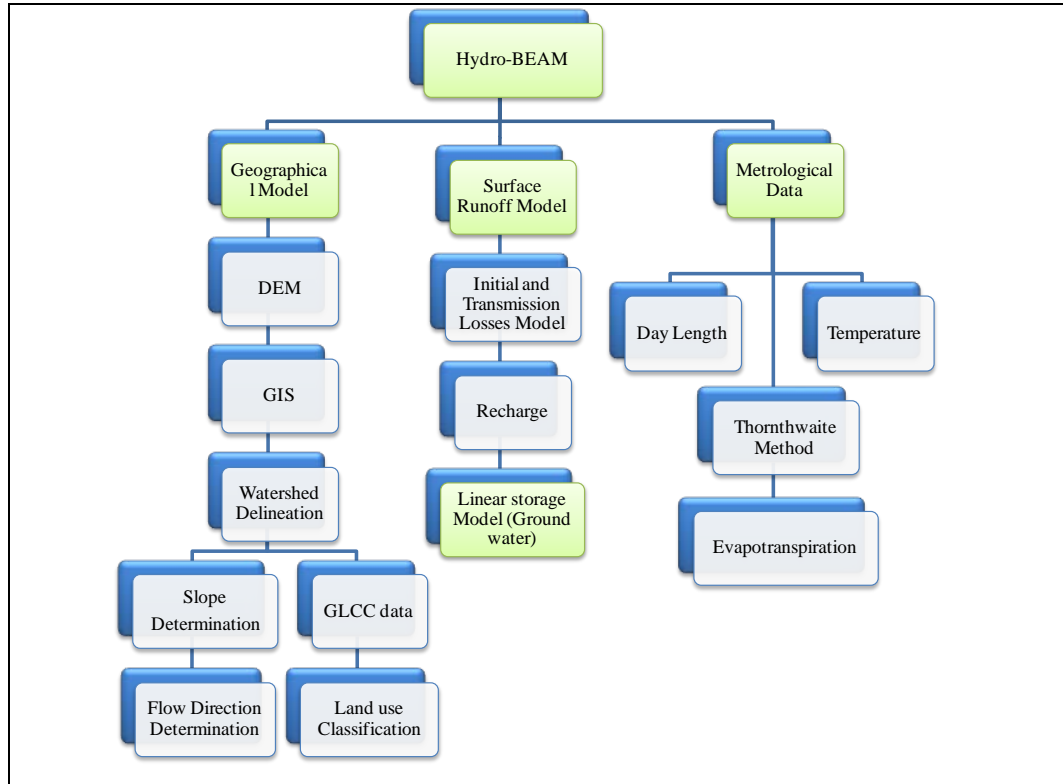 Hydro-BEAM
Geographica
l Model
Surface
Runoff Model
Metrological
Data
DEM
Initial and
Transmission
Losses Model
Day Length
Temperature
GIS
Recharge
Thornthwaite
Method
Watershed
Delineation
Linear storage
Model (Ground
water)
Evapotranspiration
Slope
Determination
GLCC data
Flow Direction
Determination
Land use
Classification